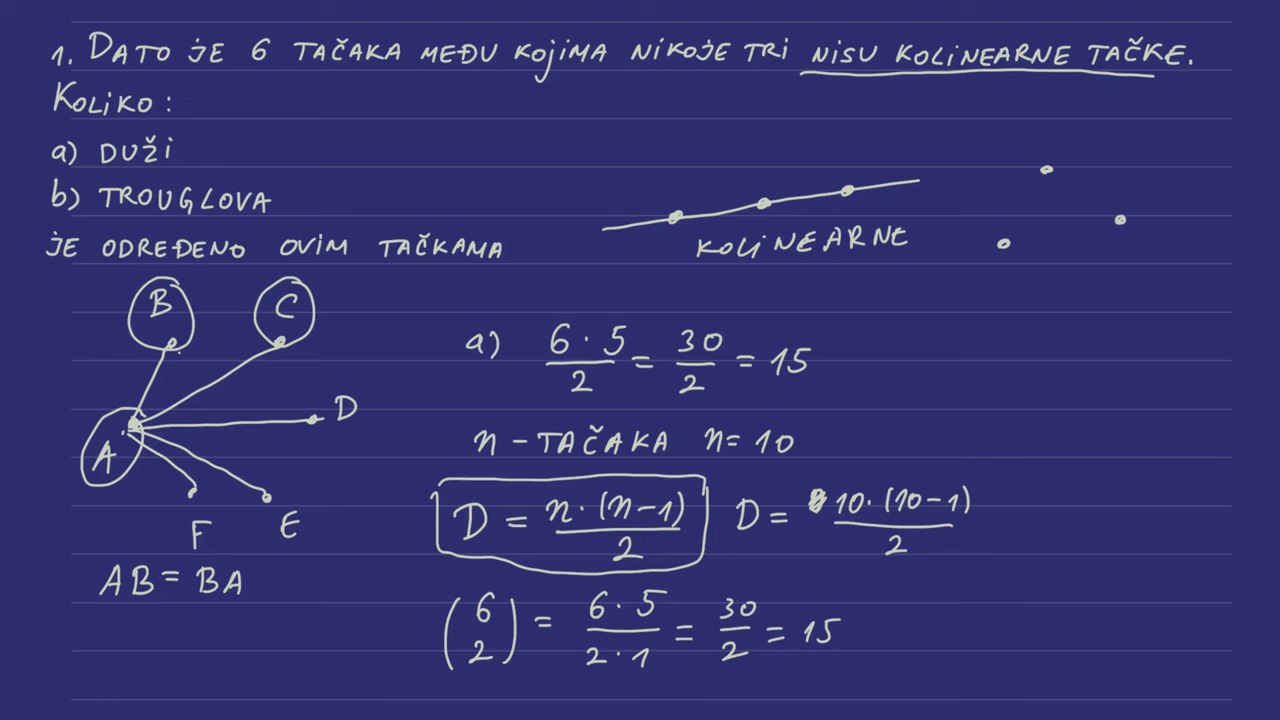 1. DATO JE 6 TAČAKA MEĐU KOJIMA NIKOJE TRI NISU KOLINEARNE TAČKE.
KOLIKO:
a) DUŽI
b) TROUGLOVA
JE ODREĐENO OVIM TAČKAMA
KOLINEARNE
B C
A D
F E
AB = BA
a) 6·5/2 = 30/2 = 15
n - TAČAKA n = 10
D = n·(n-1)/2 D = 10·(10-1)/2
(6 2) = 6·5/2·1 = 30/2 = 15